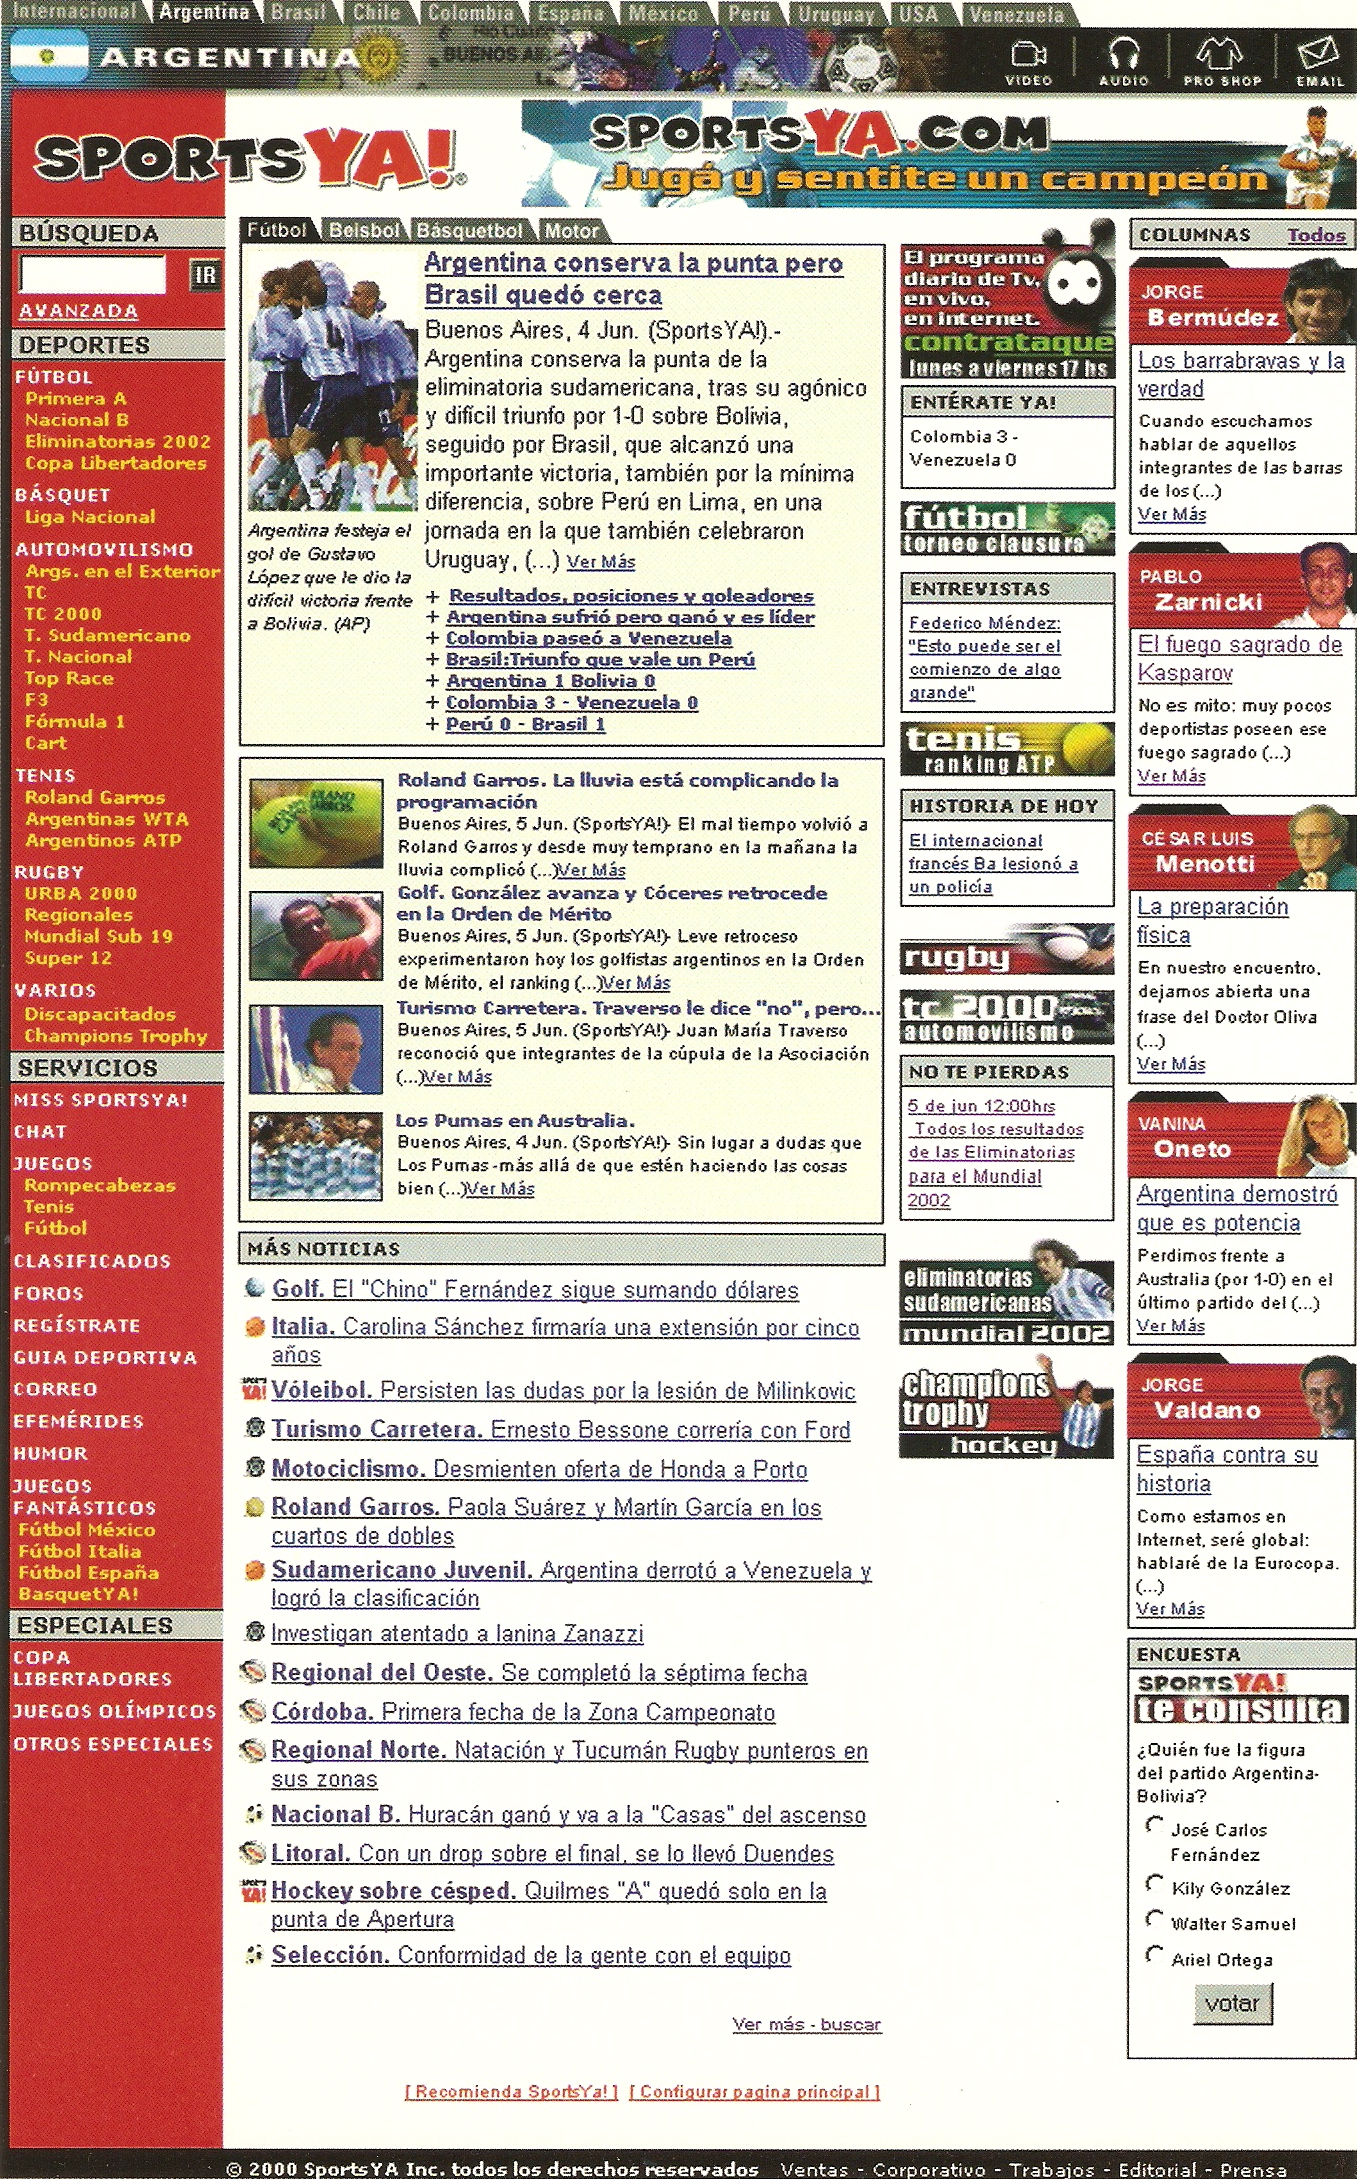 Internacional Argentina Brasil Chile Colombia España México Perú Uruguay USA Venezuela
ARGENTINA
BUENOS AI
VIDEO AUDIO PRO SHOP EMAIL
SPORTSYA!®
SPORTSYA.COM
Jugá y sentite un campeón
BÚSQUEDA
IR
AVANZADA
DEPORTES
FÚTBOL
Primera A
Nacional B
Eliminatorias 2002
Copa Libertadores
BÁSQUET
Liga Nacional
AUTOMOVILISMO
Args. en el Exterior
TC
TC 2000
T. Sudamericano
T. Nacional
Top Race
F3
Fórmula 1
Cart
TENIS
Roland Garros
Argentinas WTA
Argentinos ATP
RUGBY
URBA 2000
Regionales
Mundial Sub 19
Super 12
VARIOS
Discapacitados
Champions Trophy
SERVICIOS
MISS SPORTSYA!
CHAT
JUEGOS
Rompecabezas
Tenis
Fútbol
CLASIFICADOS
FOROS
REGÍSTRATE
GUIA DEPORTIVA
CORREO
EFEMÉRIDES
HUMOR
JUEGOS
FANTÁSTICOS
Fútbol México
Fútbol Italia
Fútbol España
BasquetYA!
ESPECIALES
COPA
LIBERTADORES
JUEGOS OLÍMPICOS
OTROS ESPECIALES
Fútbol Beisbol Básquetbol Motor
Argentina conserva la punta pero
Brasil quedó cerca
Buenos Aires, 4 Jun. (SportsYA!).-
Argentina conserva la punta de la
eliminatoria sudamericana, tras su agónico
y difícil triunfo por 1-0 sobre Bolivia,
seguido por Brasil, que alcanzó una
importante victoria, también por la mínima
diferencia, sobre Perú en Lima, en una
jornada en la que también celebraron
Uruguay, (...) Ver Más
Argentina festeja el
gol de Gustavo
López que le dio la
difícil victoria frente
a Bolivia. (AP)
+ Resultados, posiciones y goleadores
+ Argentina sufrió pero ganó y es líder
+ Colombia paseó a Venezuela
+ Brasil:Triunfo que vale un Perú
+ Argentina 1 Bolivia 0
+ Colombia 3 - Venezuela 0
+ Perú 0 - Brasil 1
Roland Garros. La lluvia está complicando la
programación
Buenos Aires, 5 Jun. (SportsYA!)- El mal tiempo volvió a
Roland Garros y desde muy temprano en la mañana la
lluvia complicó (...)Ver Más
Golf. González avanza y Cóceres retrocede
en la Orden de Mérito
Buenos Aires, 5 Jun. (SportsYA!)- Leve retroceso
experimentaron hoy los golfistas argentinos en la Orden
de Mérito, el ranking (...)Ver Más
Turismo Carretera. Traverso le dice "no", pero...
Buenos Aires, 5 Jun. (SportsYA!)- Juan María Traverso
reconoció que integrantes de la cúpula de la Asociación
(...)Ver Más
Los Pumas en Australia.
Buenos Aires, 4 Jun. (SportsYA!)- Sin lugar a dudas que
Los Pumas -más allá de que estén haciendo las cosas
bien (...)Ver Más
MÁS NOTICIAS
Golf. El "Chino" Fernández sigue sumando dólares
Italia. Carolina Sánchez firmaría una extensión por cinco
años
Vóleibol. Persisten las dudas por la lesión de Milinkovic
Turismo Carretera. Ernesto Bessone correría con Ford
Motociclismo. Desmienten oferta de Honda a Porto
Roland Garros. Paola Suárez y Martín García en los
cuartos de dobles
Sudamericano Juvenil. Argentina derrotó a Venezuela y
logró la clasificación
Investigan atentado a Ianina Zanazzi
Regional del Oeste. Se completó la séptima fecha
Córdoba. Primera fecha de la Zona Campeonato
Regional Norte. Natación y Tucumán Rugby punteros en
sus zonas
Nacional B. Huracán ganó y va a la "Casas" del ascenso
Litoral. Con un drop sobre el final, se lo llevó Duendes
Hockey sobre césped. Quilmes "A" quedó solo en la
punta de Apertura
Selección. Conformidad de la gente con el equipo
Ver más - buscar
[ Recomienda SportsYa! ] [ Configurar pagina principal ]
El programa
diario de Tv,
en vivo,
en Internet.
contrataque
lunes a viernes 17 hs
ENTÉRATE YA!
Colombia 3 -
Venezuela 0
fútbol
torneo clausura
ENTREVISTAS
Federico Méndez:
"Esto puede ser el
comienzo de algo
grande"
tenis
ranking ATP
HISTORIA DE HOY
El internacional
francés Ba lesionó a
un policía
rugby
tc 2000
automovilismo
NO TE PIERDAS
5 de jun 12:00hrs
Todos los resultados
de las Eliminatorias
para el Mundial
2002
eliminatorias
sudamericanas
mundial 2002
champions
trophy
hockey
COLUMNAS Todos
JORGE
Bermúdez
Los barrabravas y la
verdad
Cuando escuchamos
hablar de aquellos
integrantes de las barras
de los (...)
Ver Más
PABLO
Zarnicki
El fuego sagrado de
Kasparov
No es mito: muy pocos
deportistas poseen ese
fuego sagrado (...)
Ver Más
CÉSAR LUIS
Menotti
La preparación
física
En nuestro encuentro,
dejamos abierta una
frase del Doctor Oliva
(...)
Ver Más
VANINA
Oneto
Argentina demostró
que es potencia
Perdimos frente a
Australia (por 1-0) en el
último partido del (...)
Ver Más
JORGE
Valdano
España contra su
historia
Como estamos en
Internet, seré global:
hablaré de la Eurocopa.
(...)
Ver Más
ENCUESTA
SPORTSYA!
te consulta
¿Quién fue la figura
del partido Argentina-
Bolivia?
José Carlos
Fernández
Kily González
Walter Samuel
Ariel Ortega
votar
© 2000 SportsYA Inc. todos los derechos reservados Ventas - Corporativo - Trabajos - Editorial - Prensa